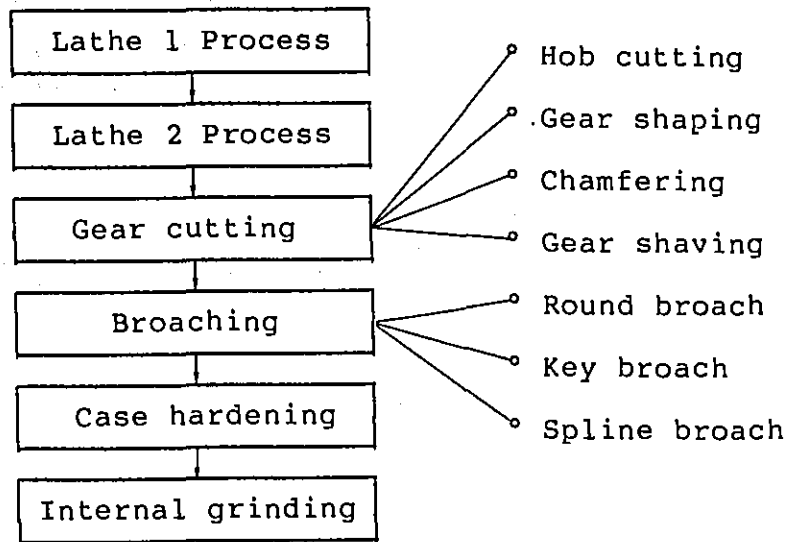 Lathe 1 Process
Lathe 2 Process
Gear cutting
Broaching
Case hardening
Internal grinding
Hob cutting
Gear shaping
Chamfering
Gear shaving
Round broach
Key broach
Spline broach